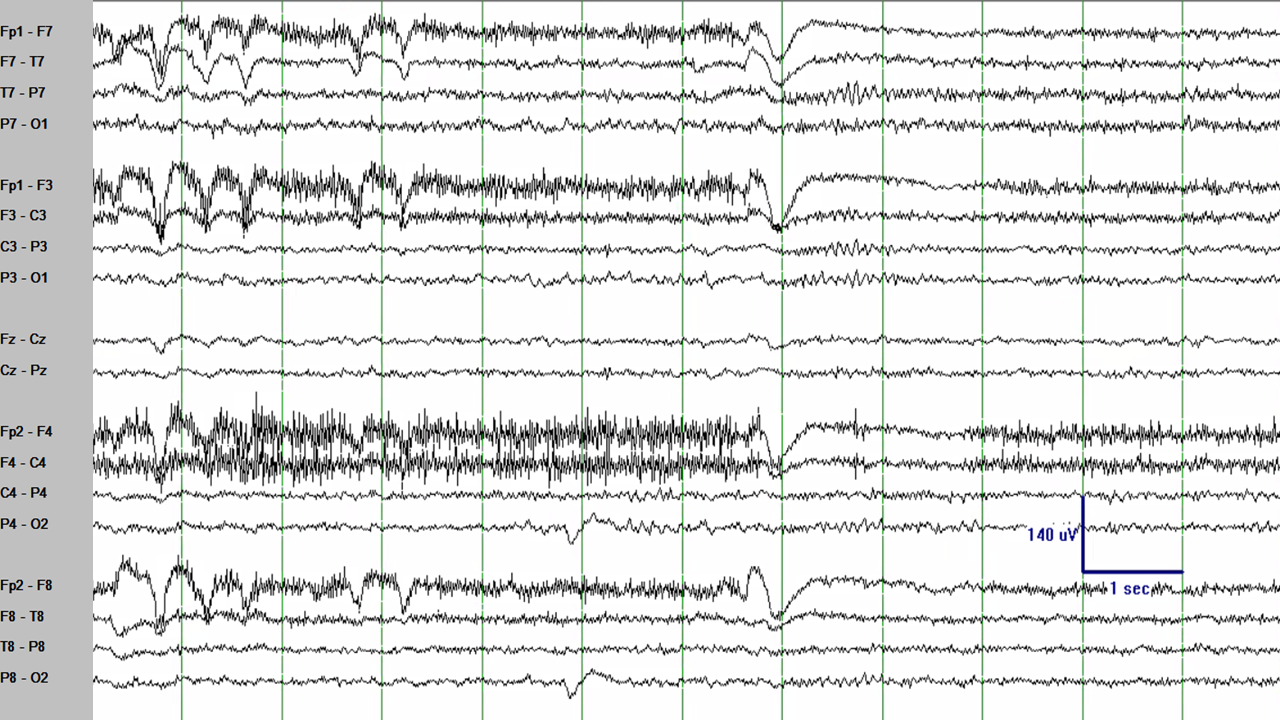 Fp1 - F7
F7 - T7
T7 - P7
P7 - O1
Fp1 - F3
F3 - C3
C3 - P3
P3 - O1
Fz - Cz
Cz - Pz
Fp2 - F4
F4 - C4
C4 - P4
P4 - O2
140 uV
Fp2 - F8
1 sec
F8 - T8
T8 - P8
P8 - O2